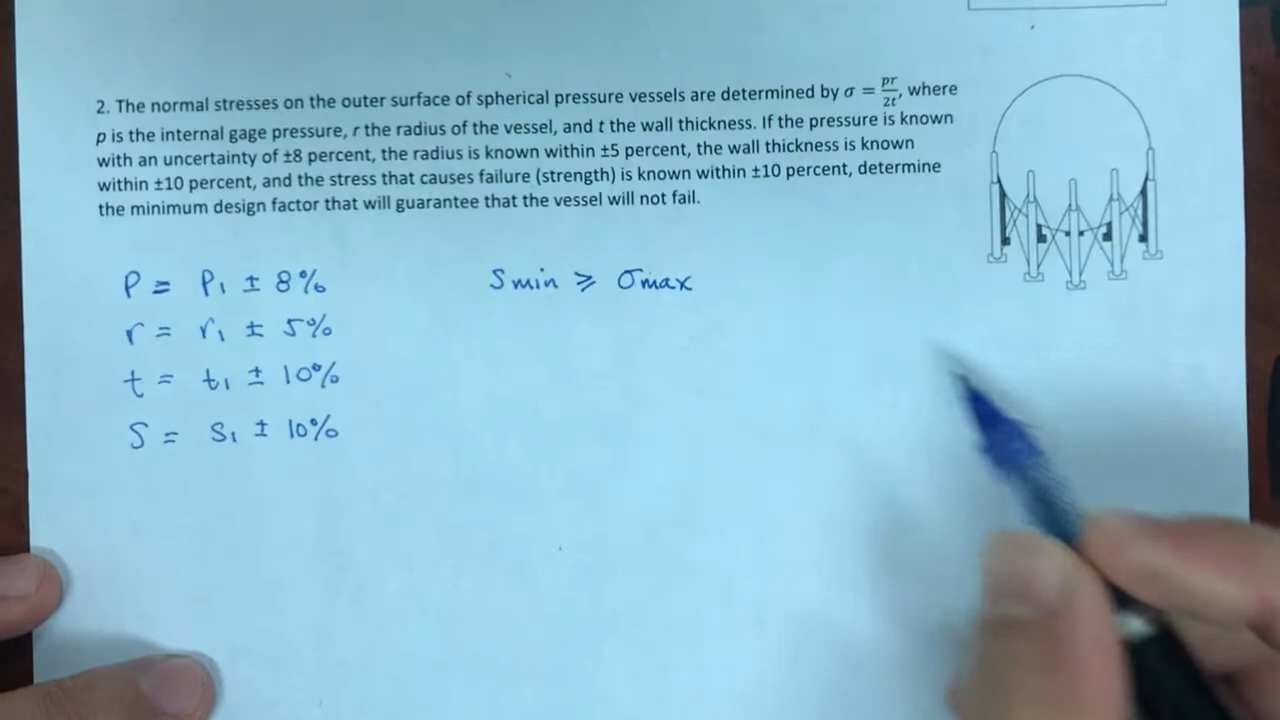 2. The normal stresses on the outer surface of spherical pressure vessels are determined by σ = pr/2t, where
p is the internal gage pressure, r the radius of the vessel, and t the wall thickness. If the pressure is known
with an uncertainty of ±8 percent, the radius is known within ±5 percent, the wall thickness is known
within ±10 percent, and the stress that causes failure (strength) is known within ±10 percent, determine
the minimum design factor that will guarantee that the vessel will not fail.
P = P₁ ± 8%
Smin ⩾ σmax
r = r₁ ± 5%
t = t₁ ± 10%
S = S₁ ± 10%